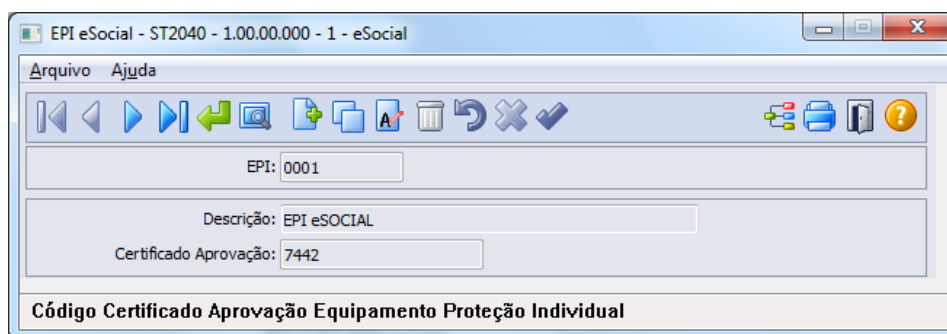 EPI eSocial - ST2040 - 1.00.00.000 - 1 - eSocial
Arquivo Ajuda
EPI: 0001
Descrição: EPI eSOCIAL
Certificado Aprovação: 7442
Código Certificado Aprovação Equipamento Proteção Individual